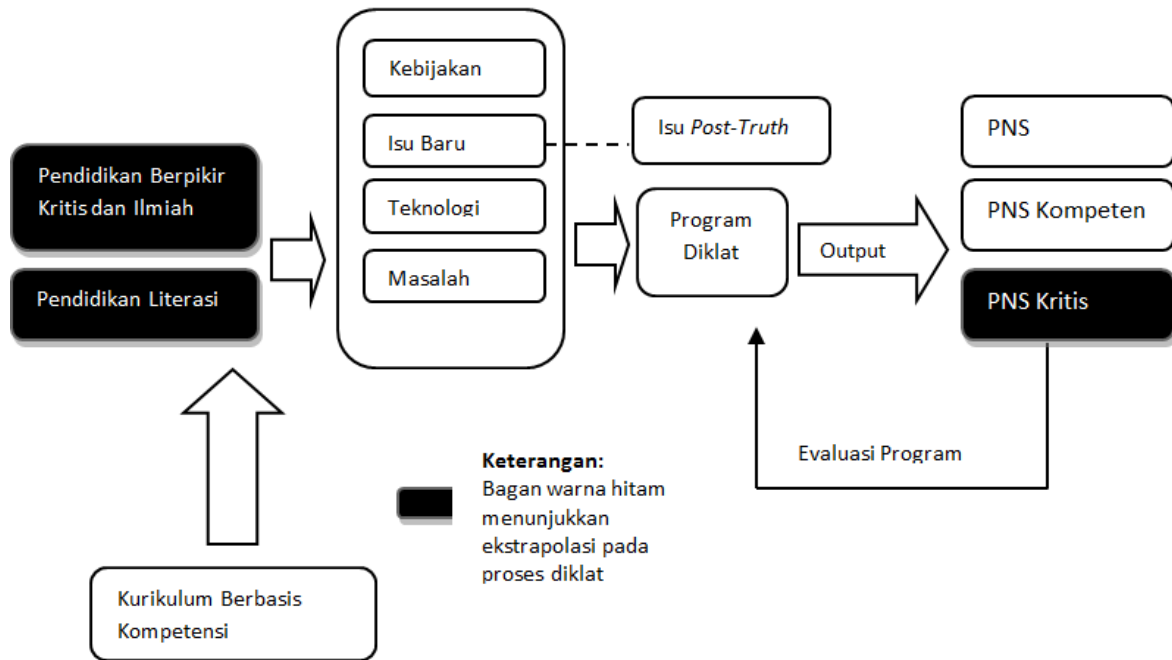 Pendidikan Berpikir
Kritis dan Ilmiah
Pendidikan Literasi
Kurikulum Berbasis
Kompetensi
Kebijakan
Isu Baru
Teknologi
Masalah
Isu Post-Truth
Program
Diklat
Output
PNS
PNS Kompeten
PNS Kritis
Evaluasi Program
Keterangan:
Bagan warna hitam
menunjukkan
ekstrapolasi pada
proses diklat